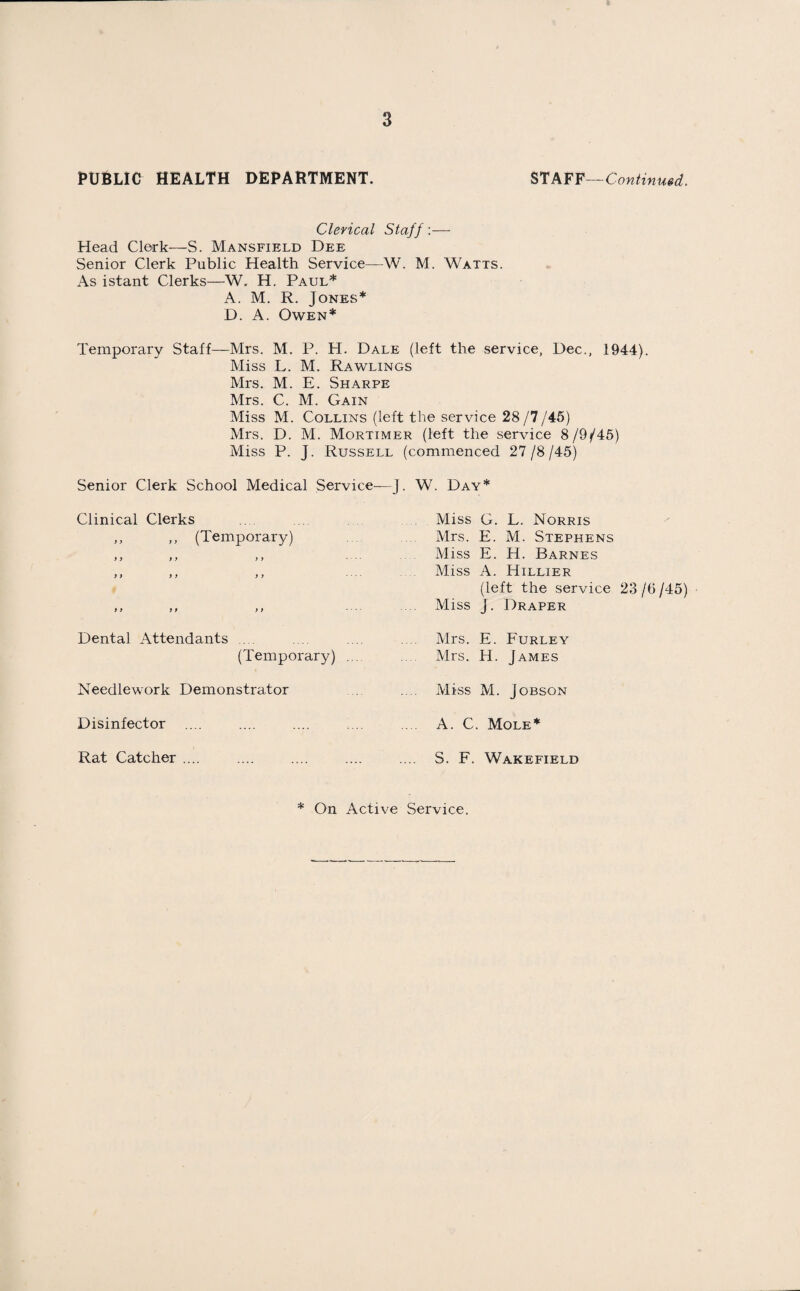 3
PUBLIC HEALTH DEPARTMENT. STAFF—Continued.
Clerical Staff :—
Head Clerk—S. Mansfield Dee
Senior Clerk Public Health Service—W. M. Watts.
As istant Clerks—W. H. Paul*
A. M. R. Jones*
D. A. Owen*
Temporary Staff—Mrs. M. P. H. Dale (left the service, Dec., 1944).
Miss L. M. Rawlings
Mrs. M. E. Sharpe
Mrs. C. M. Gain
Miss M. Collins (left the service 28/7/45)
Mrs. D. M. Mortimer (left the service 8/9/45)
Miss P. J. Russell (commenced 27/8/45)
Senior Clerk School Medical Service—J. W. Day*
Clinical Clerks .... .... .... .... Miss G. L. Norris
,, ,, (Temporary) .... .... Mrs. E. M. Stephens
,, ,, ,, .... .... Miss E. H. Barnes
,, ,, ,, .... .... Miss A. Hillier
(left the service 23/6/45)
,, ,, ,, .... .... Miss J. Draper
Dental Attendants .... .... .... .... Mrs. E. Furley
(Temporary) .... .... Mrs. H. James
Needlework Demonstrator .... .... Miss M. Jobson
Disinfector .... .... .... .... .... A. C. Mole*
Rat Catcher .... .... .... .... .... S. F. Wakefield
* On Active Service.